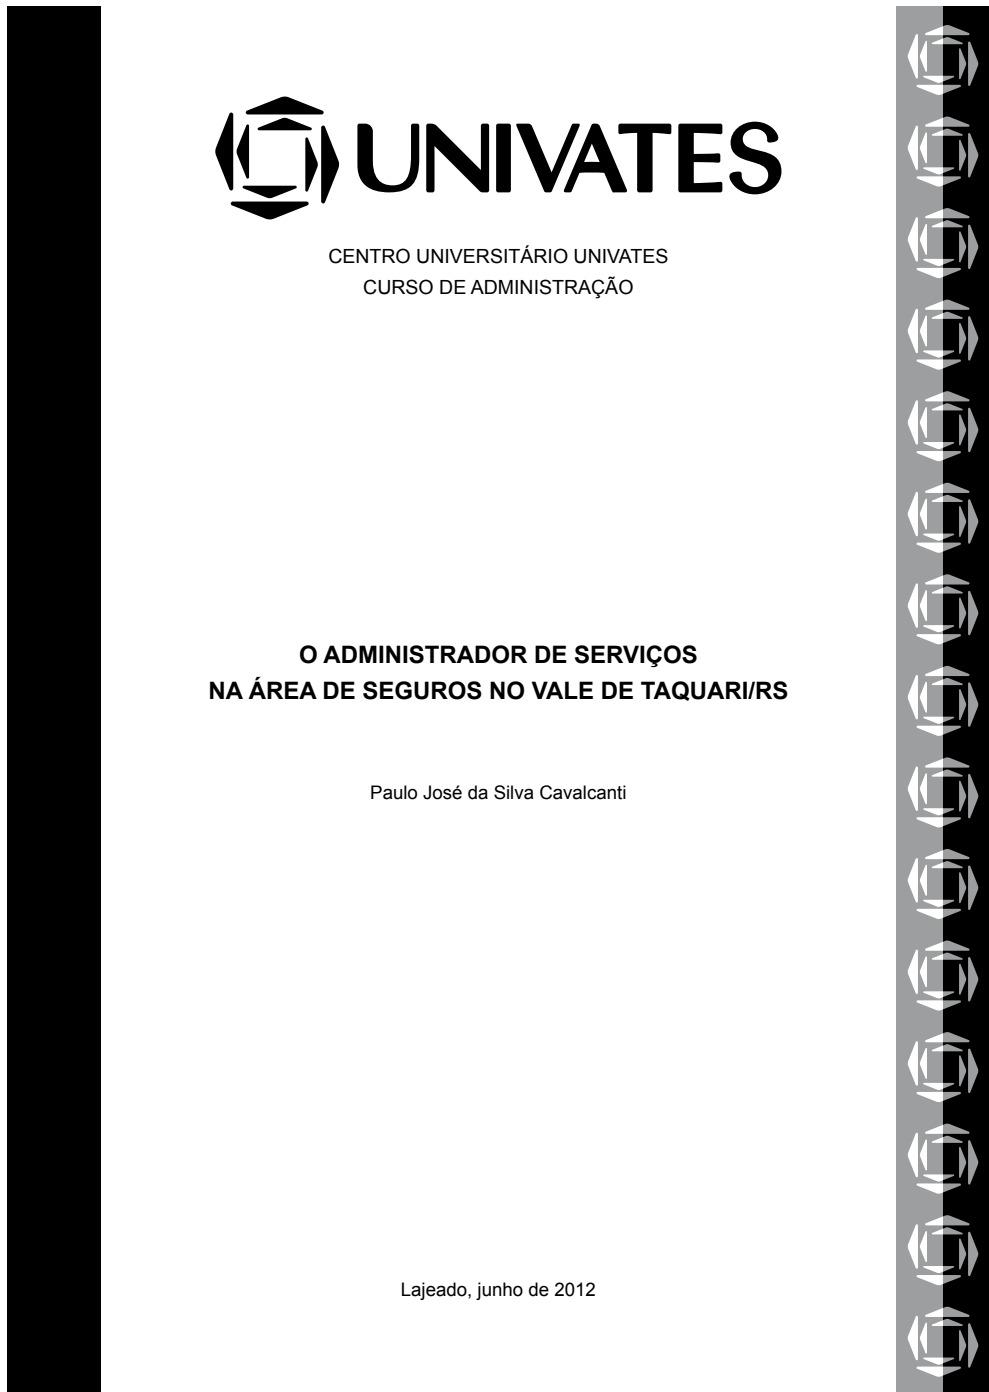 UNIVATES
CENTRO UNIVERSITÁRIO UNIVATES
CURSO DE ADMINISTRAÇÃO
O ADMINISTRADOR DE SERVIÇOS
NA ÁREA DE SEGUROS NO VALE DE TAQUARI/RS
Paulo José da Silva Cavalcanti
Lajeado, junho de 2012